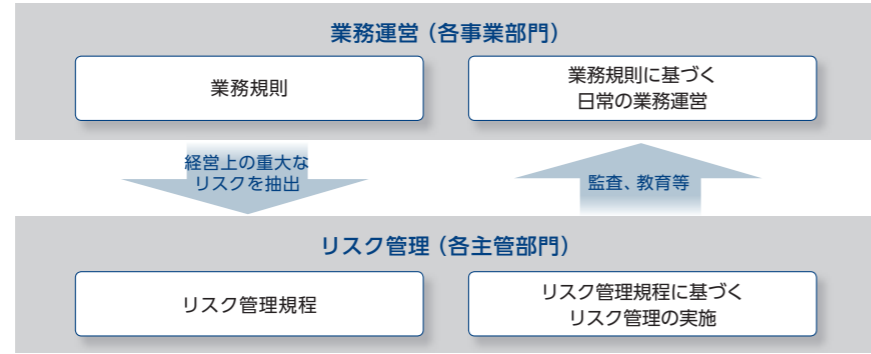 業務運営（各事業部門）
業務規則
業務規則に基づく
日常の業務運営
経営上の重大な
リスクを抽出
監査、教育等
リスク管理（各主管部門）
リスク管理規程
リスク管理規程に基づく
リスク管理の実施